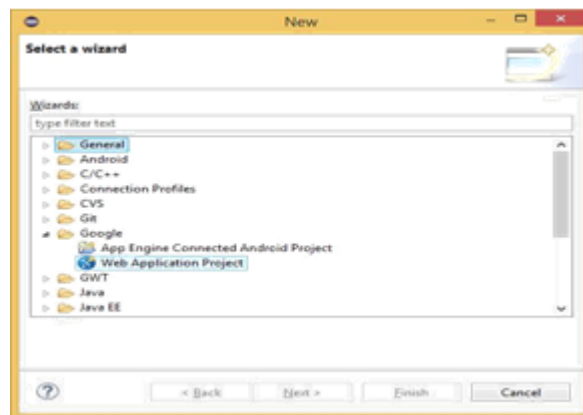 New
Select a wizard
Wizards:
type filter text
General
Android
C/C++
Connection Profiles
CVS
Git
Google
App Engine Connected Android Project
Web Application Project
GWT
Java
Java EE
? < Back Next > Finish Cancel